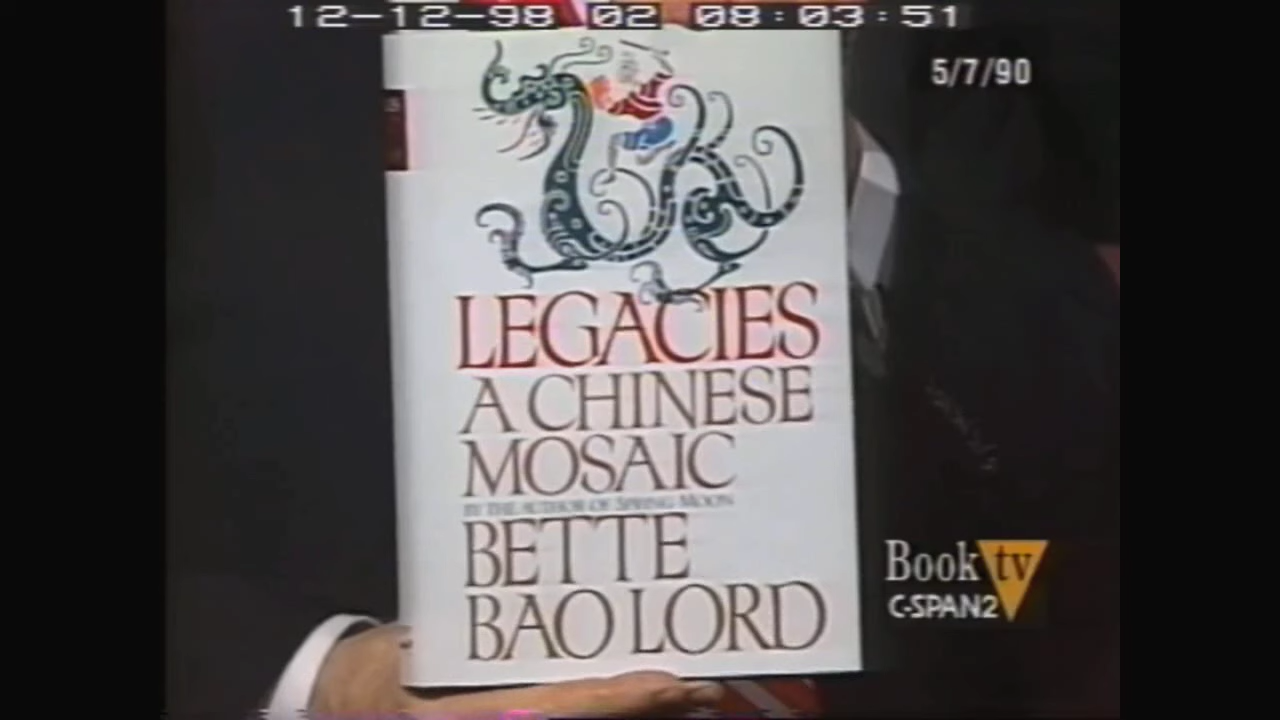 12-12-98 02 08:03:51
5/7/90
LEGACIES
A CHINESE
MOSAIC
BY THE AUTHOR OF SPRING MOON
BETTE
BAO LORD
Book tv
C-SPAN2